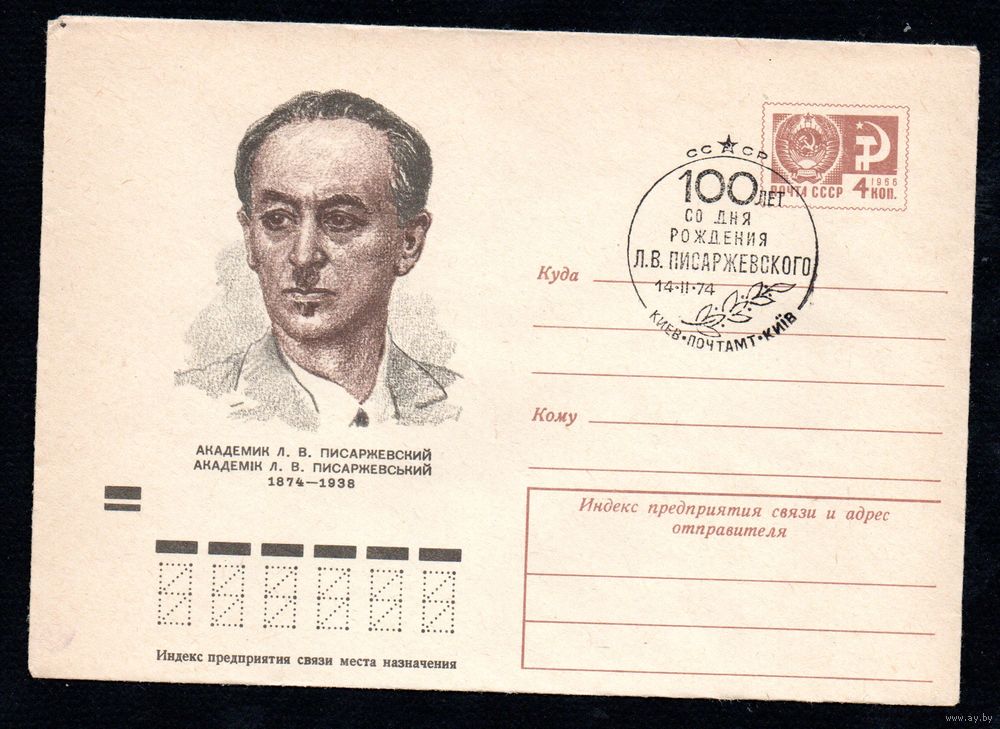 1966
ПОЧТА СССР 4 КОП.
СССР
100 ЛЕТ
СО ДНЯ
РОЖДЕНИЯ
Л.В. ПИСАРЖЕВСКОГО
14·II·74
КИЕВ·ПОЧТАМТ·КИЇВ
Куда
Кому
АКАДЕМИК Л. В. ПИСАРЖЕВСКИЙ
АКАДЕМІК Л. В. ПИСАРЖЕВСЬКИЙ
1874—1938
Индекс предприятия связи и адрес
отправителя
Индекс предприятия связи места назначения
www.ay.by